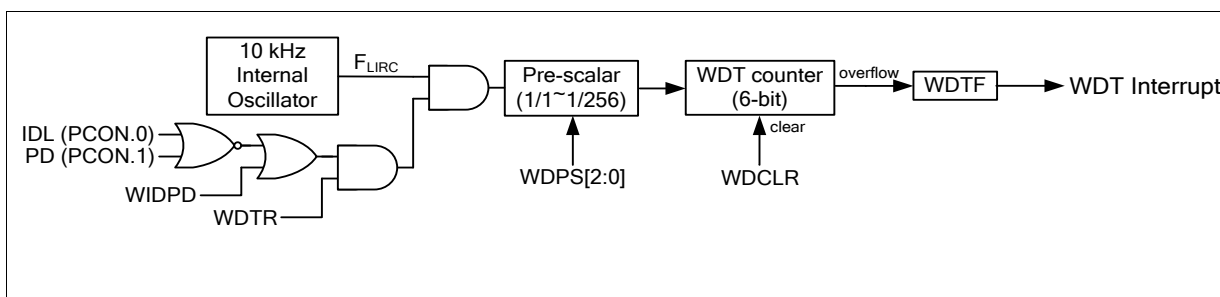 10 kHz
Internal
Oscillator
FLIRC
Pre-scalar
(1/1~1/256)
WDT counter
(6-bit)
overflow
WDTF
WDT Interrupt
clear
IDL (PCON.0)
PD (PCON.1)
WIDPD
WDTR
WDPS[2:0]
WDCLR